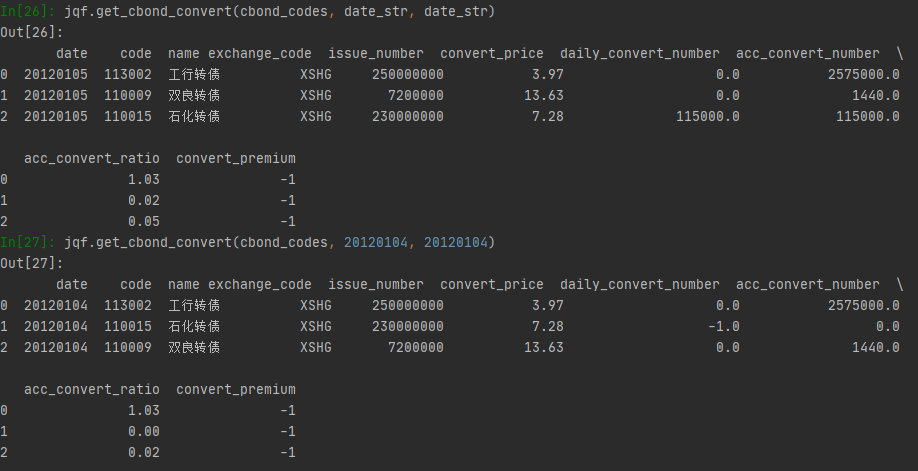 In[26]: jqf.get_cbond_convert(cbond_codes, date_str, date_str)
Out[26]:
date code name exchange_code issue_number convert_price daily_convert_number acc_convert_number \
0 20120105 113002 工行转债 XSHG 250000000 3.97 0.0 2575000.0
1 20120105 110009 双良转债 XSHG 7200000 13.63 0.0 1440.0
2 20120105 110015 石化转债 XSHG 230000000 7.28 115000.0 115000.0
acc_convert_ratio convert_premium
0 1.03 -1
1 0.02 -1
2 0.05 -1
In[27]: jqf.get_cbond_convert(cbond_codes, 20120104, 20120104)
Out[27]:
date code name exchange_code issue_number convert_price daily_convert_number acc_convert_number \
0 20120104 113002 工行转债 XSHG 250000000 3.97 0.0 2575000.0
1 20120104 110015 石化转债 XSHG 230000000 7.28 -1.0 0.0
2 20120104 110009 双良转债 XSHG 7200000 13.63 0.0 1440.0
acc_convert_ratio convert_premium
0 1.03 -1
1 0.00 -1
2 0.02 -1